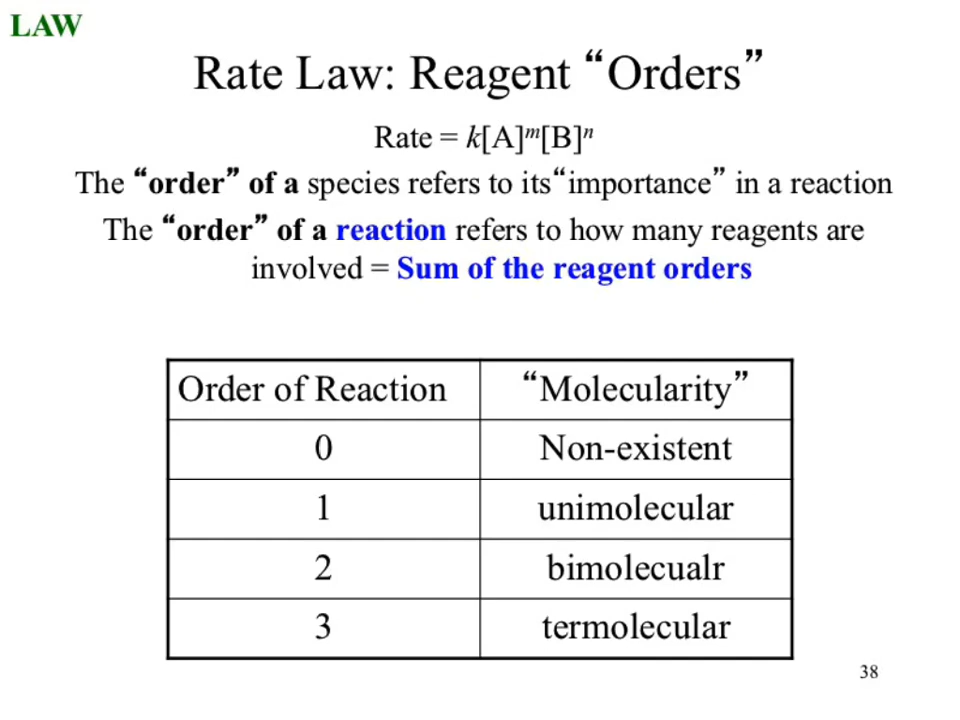 LAW
Rate Law: Reagent “Orders”
Rate = k[A]ᵐ[B]ⁿ
The “order” of a species refers to its“importance” in a reaction
The “order” of a reaction refers to how many reagents are
involved = Sum of the reagent orders
Order of Reaction “Molecularity”
0 Non-existent
1 unimolecular
2 bimolecualr
3 termolecular
38